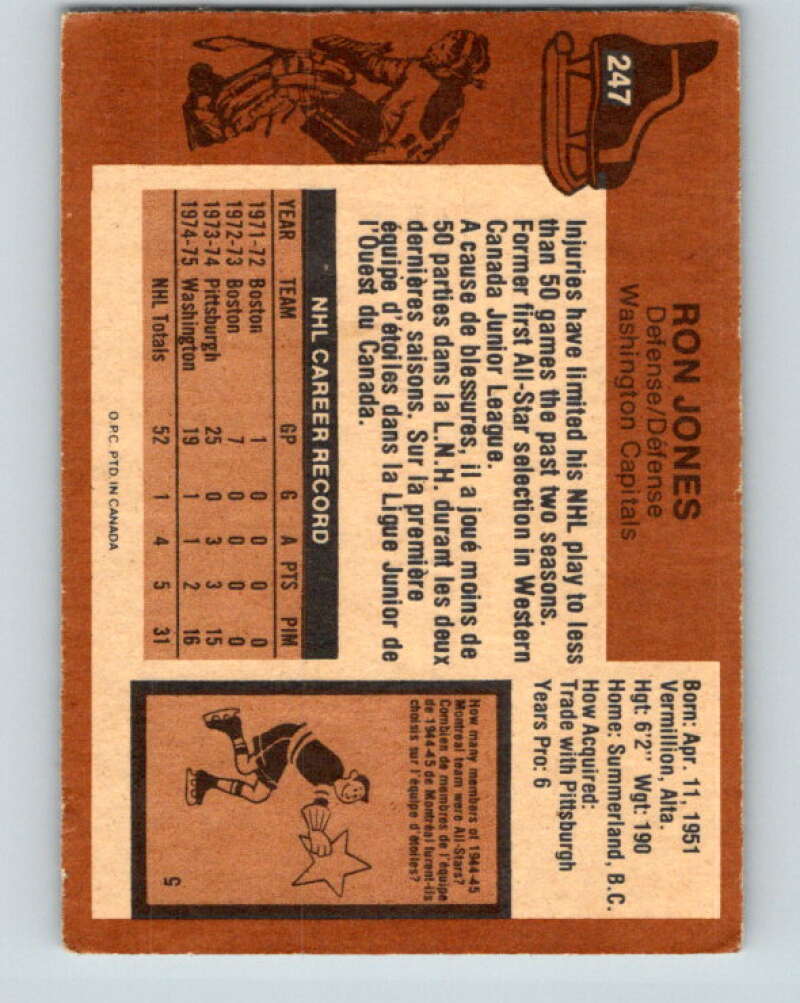 247
RON JONES
Defense/Défense
Washington Capitals
Born: Apr. 11, 1951
Vermillion, Alta.
Hgt: 6'2" Wgt: 190
Home: Summerland, B.C.
How Acquired:
Trade with Pittsburgh
Years Pro: 6
Injuries have limited his NHL play to less
than 50 games the past two seasons.
Former first All-Star selection in Western
Canada Junior League.
A cause de blessures, il a joué moins de
50 parties dans la L.N.H. durant les deux
dernières saisons. Sur la première
équipe d'étoiles dans la Ligue Junior de
l'Ouest du Canada.
NHL CAREER RECORD
YEAR TEAM GP G A PTS PIM
1971-72 Boston 1 0 0 0 0
1972-73 Boston 7 0 0 0 0
1973-74 Pittsburgh 25 0 3 3 15
1974-75 Washington 19 1 1 2 16
NHL Totals 52 1 4 5 31
How many members of 1944-45
Montreal team were All-Stars?
Combien de membres de l'équipe
de 1944-45 de Montréal furent-ils
choisis sur l'équipe d'étoiles?
5
O.P.C. PTD. IN CANADA